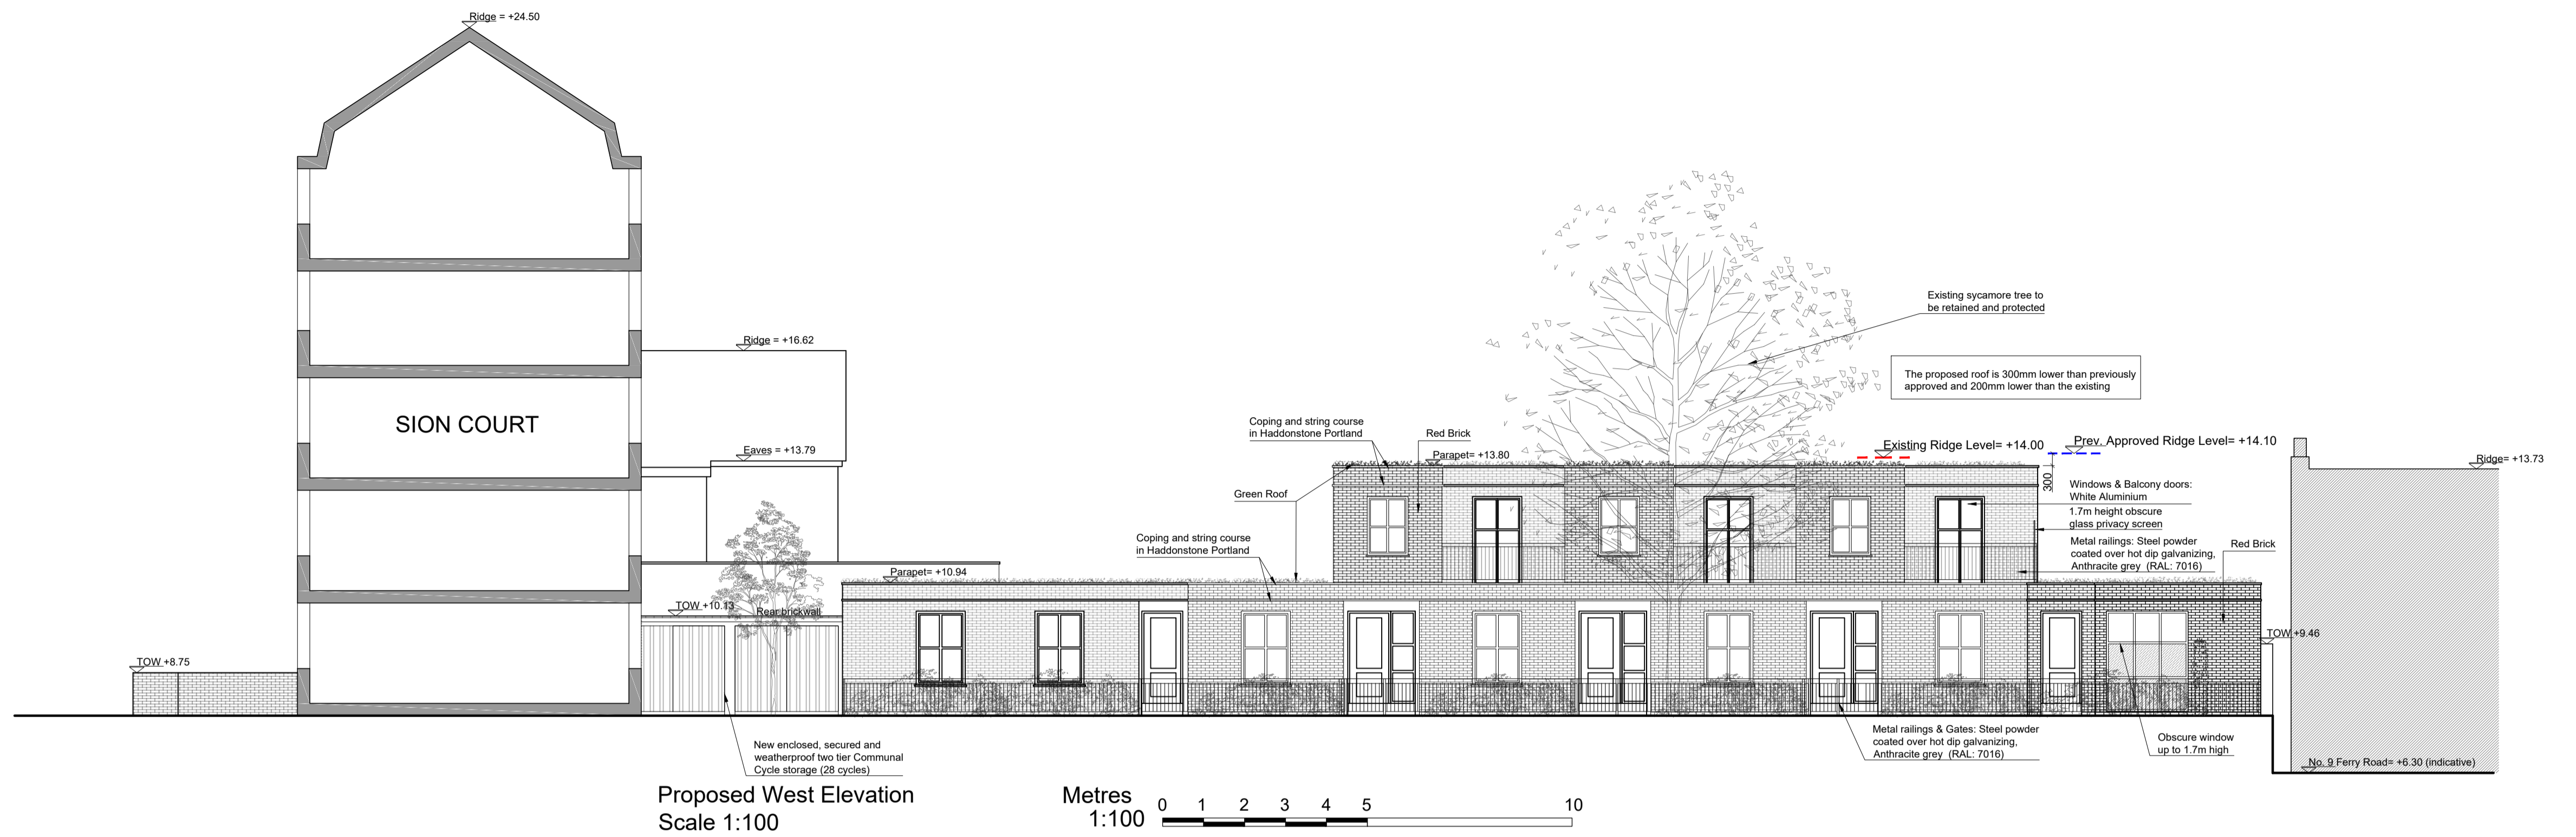 Ridge = +24.50
Ridge = +16.62
SION COURT
Eaves = +13.79
Parapet= +10.94
TOW +10.13
Rear brickwall
TOW +8.75
New enclosed, secured and
weatherproof two tier Communal
Cycle storage (28 cycles)
Existing sycamore tree to
be retained and protected
The proposed roof is 300mm lower than previously
approved and 200mm lower than the existing
Coping and string course
in Haddonstone Portland
Red Brick
Parapet= +13.80
Existing Ridge Level= +14.00
Prev. Approved Ridge Level= +14.10
Ridge= +13.73
300
Green Roof
Windows & Balcony doors:
White Aluminium
1.7m height obscure
glass privacy screen
Metal railings: Steel powder
coated over hot dip galvanizing,
Anthracite grey (RAL: 7016)
Red Brick
Coping and string course
in Haddonstone Portland
TOW +9.46
Metal railings & Gates: Steel powder
coated over hot dip galvanizing,
Anthracite grey (RAL: 7016)
Obscure window
up to 1.7m high
No. 9 Ferry Road= +6.30 (indicative)
Proposed West Elevation
Scale 1:100
Metres
1:100
0 1 2 3 4 5 10